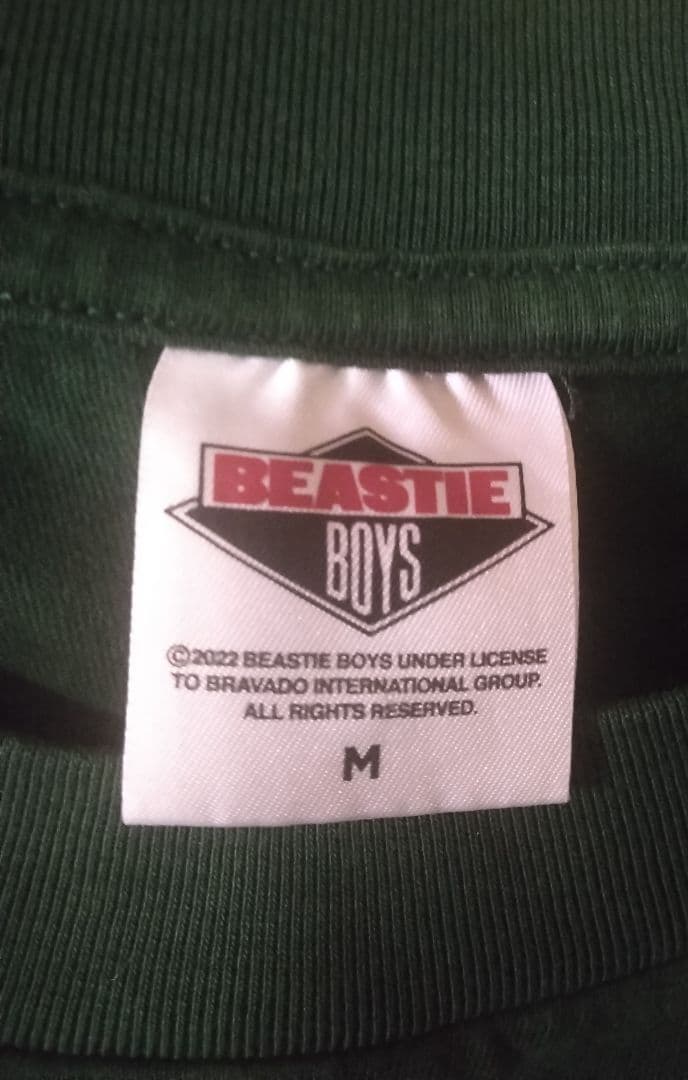 BEASTIE
BOYS
©2022 BEASTIE BOYS UNDER LICENSE
TO BRAVADO INTERNATIONAL GROUP.
ALL RIGHTS RESERVED.
M